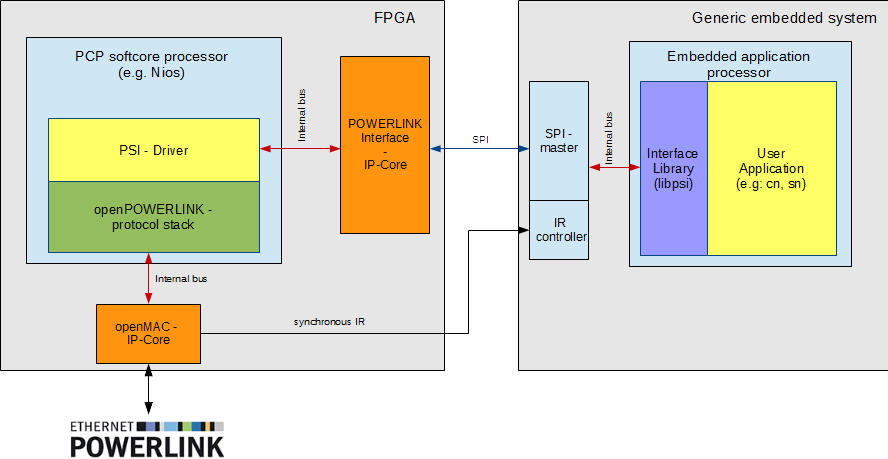 FPGA
Generic embedded system
PCP softcore processor
(e.g. Nios)
PSI - Driver
openPOWERLINK -
protocol stack
Internal bus
POWERLINK
Interface
-
IP-Core
SPI
SPI -
master
IR
controller
Internal bus
Embedded application
processor
Interface
Library
(libpsi)
User
Application
(e.g: cn, sn)
Internal bus
openMAC -
IP-Core
synchronous IR
ETHERNET
POWERLINK